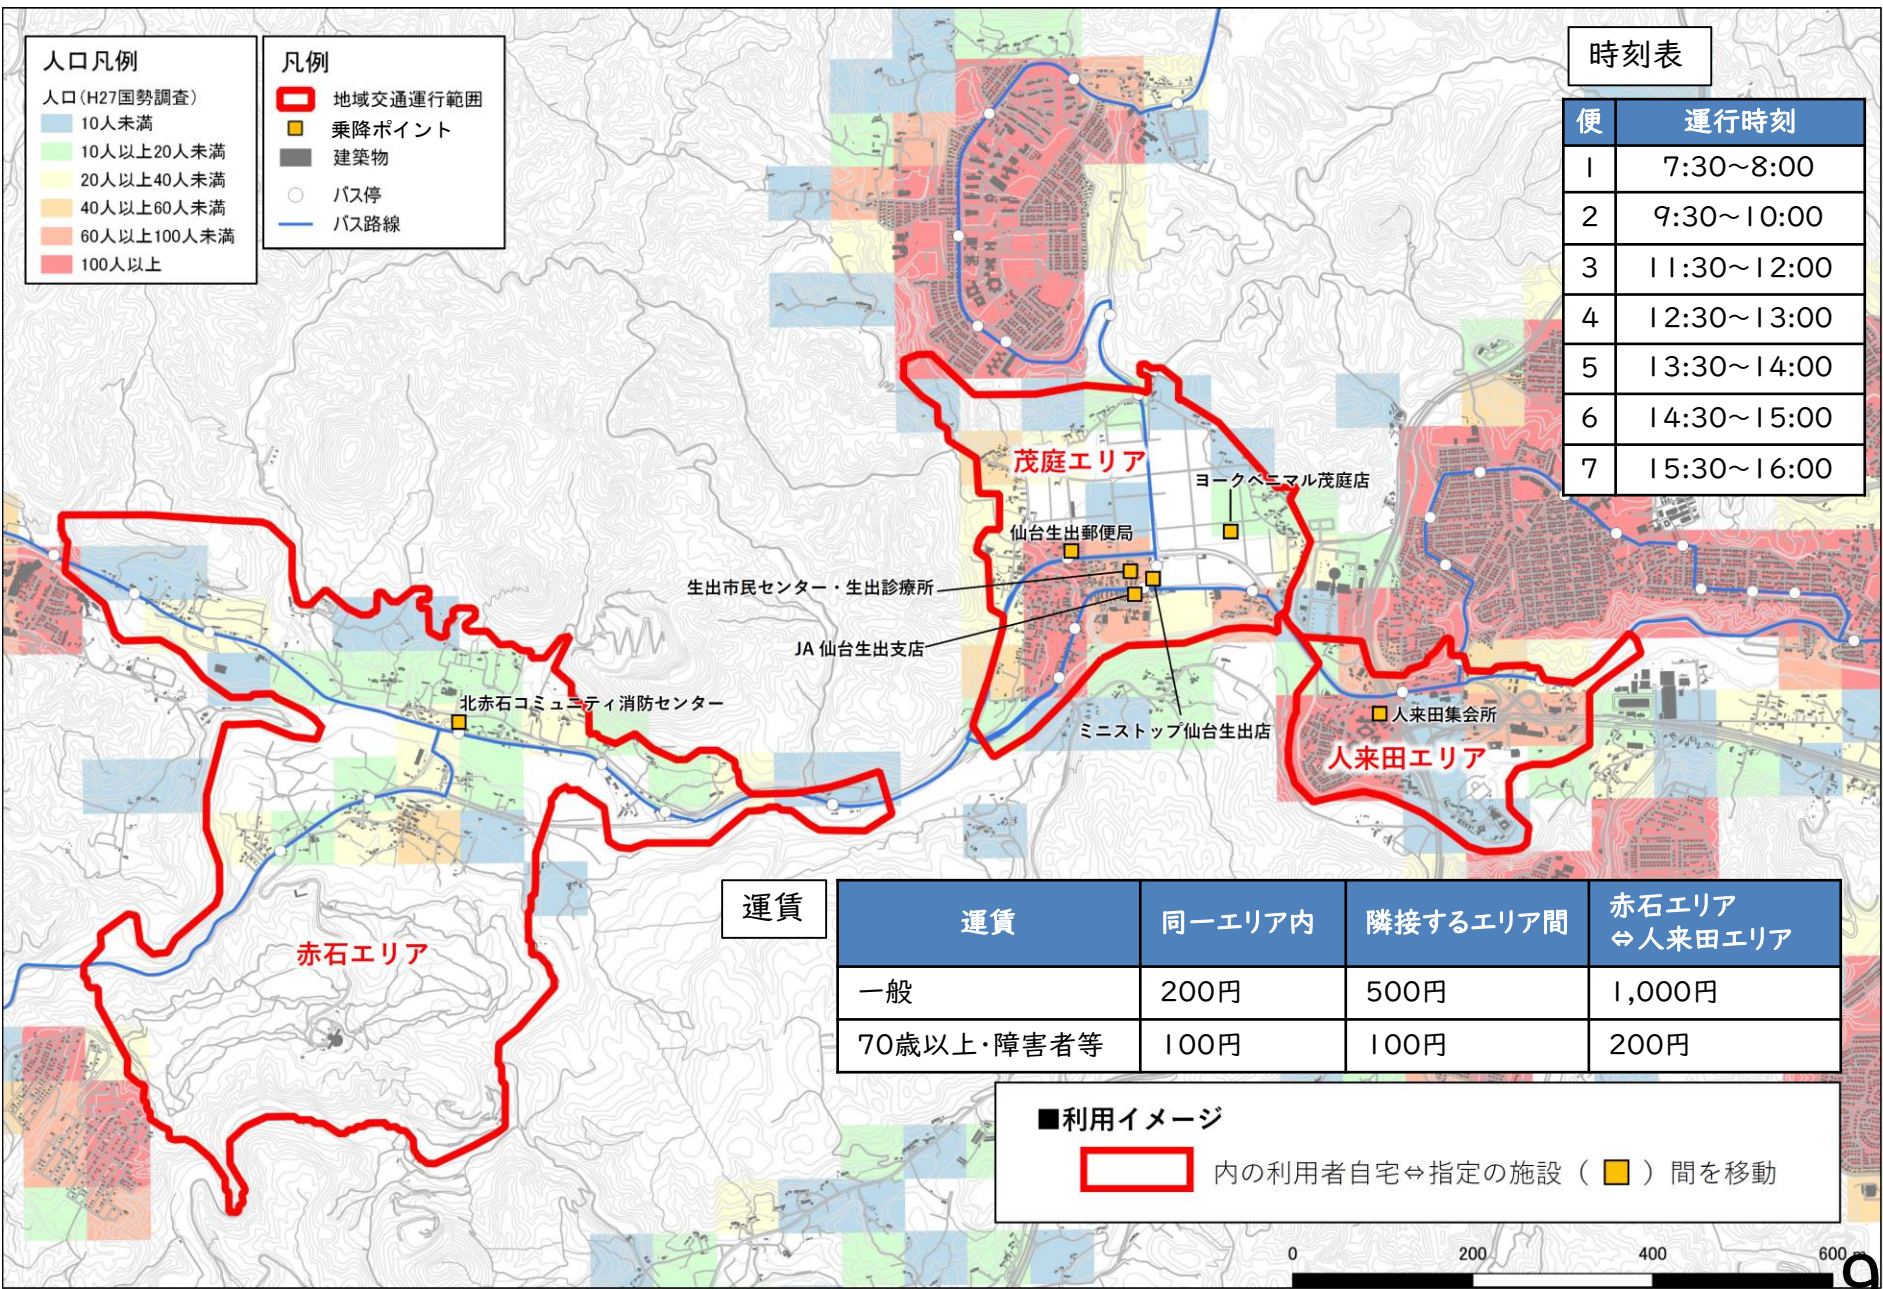 人口凡例
人口(H27国勢調査)
10人未満
10人以上20人未満
20人以上40人未満
40人以上60人未満
60人以上100人未満
100人以上
凡例
地域交通運行範囲
乗降ポイント
建築物
バス停
バス路線
時刻表
便 運行時刻
1 7:30~8:00
2 9:30~10:00
3 11:30~12:00
4 12:30~13:00
5 13:30~14:00
6 14:30~15:00
7 15:30~16:00
茂庭エリア
ヨークベニマル茂庭店
仙台生出郵便局
生出市民センター・生出診療所
JA 仙台生出支店
ミニストップ仙台生出店
北赤石コミュニティ消防センター
人来田集会所
人来田エリア
赤石エリア
運賃
運賃 同一エリア内 隣接するエリア間 赤石エリア
⇔人来田エリア
一般 200円 500円 1,000円
70歳以上・障害者等 100円 100円 200円
■利用イメージ
内の利用者自宅⇔指定の施設( )間を移動
0 200 400 600 m
9